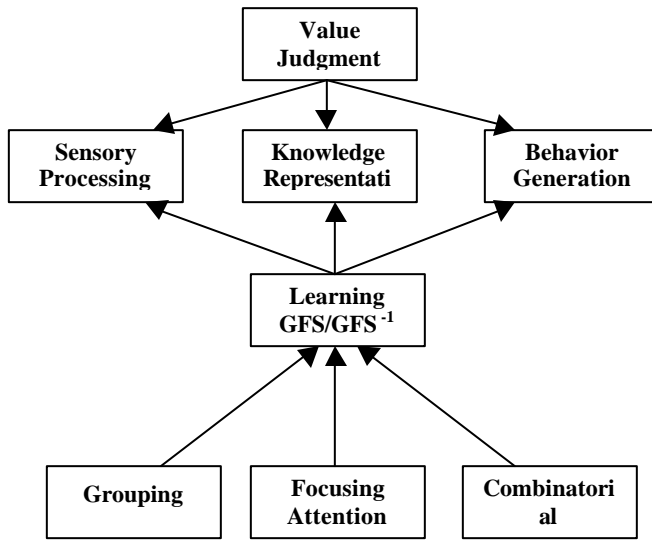 Value
Judgment
Sensory
Processing
Knowledge
Representati
Behavior
Generation
Learning
GFS/GFS -1
Grouping
Focusing
Attention
Combinatori
al